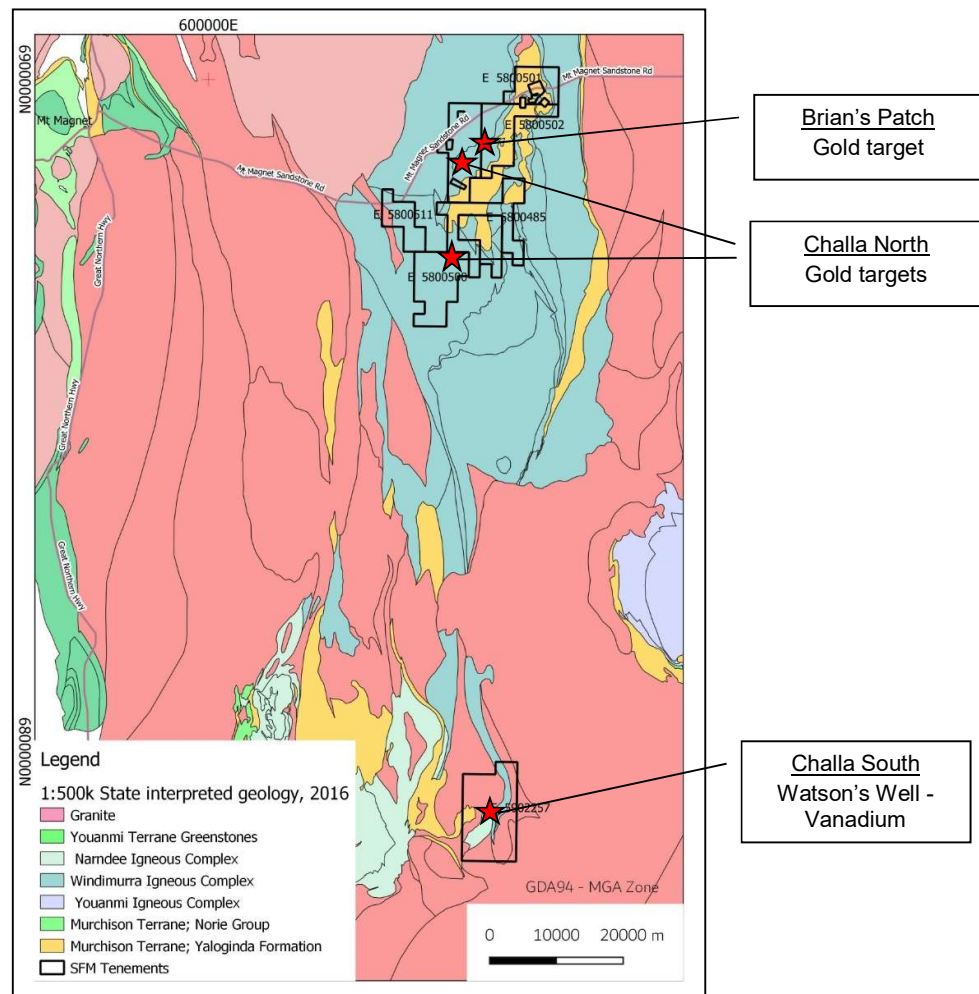 600000E
6900000N
E 5800501
Mt Magnet Sandstone Rd
E 5800502
Mt Magnet
Mt Magnet Sandstone Rd
Mt Magnet Sandstone Rd
E 5800511
E 5800485
Great Northern Hwy
E 5800500
Great Northern Hwy
Great Northern Hwy
6800000N
Brian's Patch
Gold target
Challa North
Gold targets
Challa South
Watson's Well -
Vanadium
Legend
1:500k State interpreted geology, 2016
Granite
Youanmi Terrane Greenstones
Narndee Igneous Complex
Windimurra Igneous Complex
Youanmi Igneous Complex
Murchison Terrane; Norie Group
Murchison Terrane; Yaloginda Formation
SFM Tenements
GDA94 - MGA Zone
0 10000 20000 m